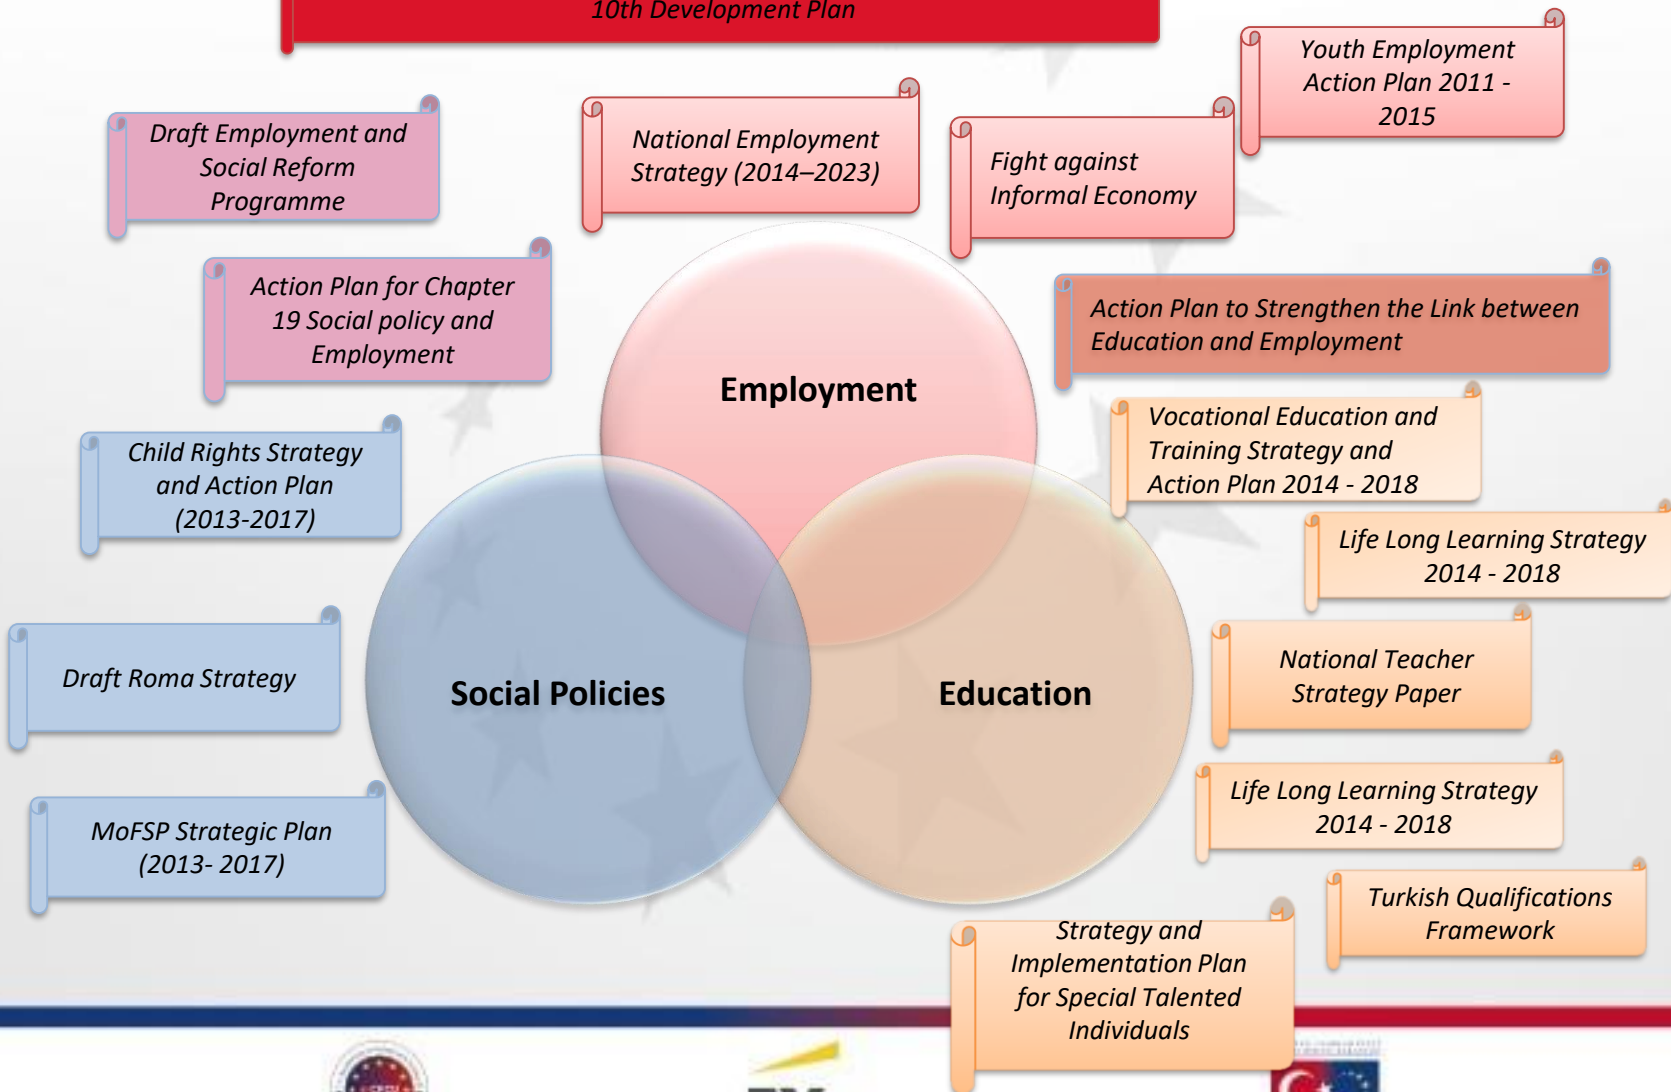 10th Development Plan
Youth Employment
Action Plan 2011 -
2015
Draft Employment and
Social Reform
Programme
National Employment
Strategy (2014–2023)
Fight against
Informal Economy
Action Plan for Chapter
19 Social policy and
Employment
Action Plan to Strengthen the Link between
Education and Employment
Employment
Child Rights Strategy
and Action Plan
(2013-2017)
Vocational Education and
Training Strategy and
Action Plan 2014 - 2018
Life Long Learning Strategy
2014 - 2018
Draft Roma Strategy
Social Policies
Education
National Teacher
Strategy Paper
MoFSP Strategic Plan
(2013- 2017)
Life Long Learning Strategy
2014 - 2018
Turkish Qualifications
Framework
Strategy and
Implementation Plan
for Special Talented
Individuals